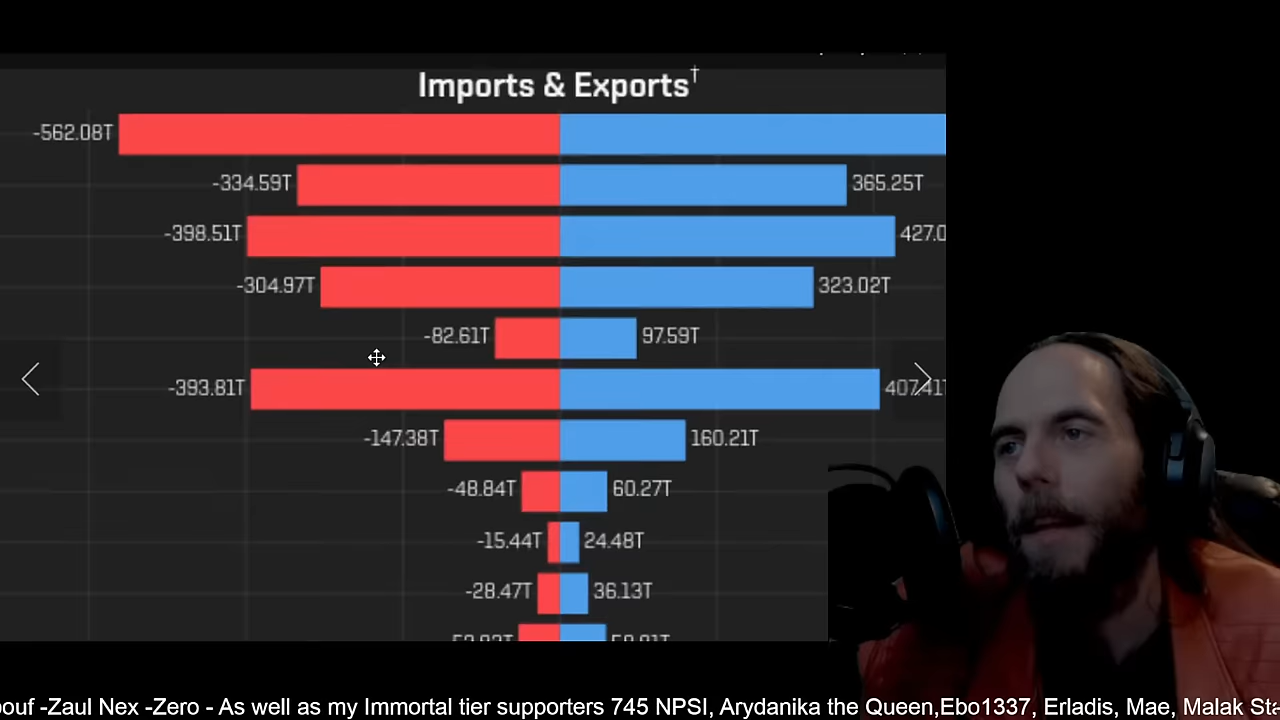 Imports & Exports†
-562.08T
-334.59T 365.25T
-398.51T 427.0
-304.97T 323.02T
-82.61T 97.59T
-393.81T 407.41T
-147.38T 160.21T
-48.84T 60.27T
-15.44T 24.48T
-28.47T 36.13T
ouf -Zaul Nex -Zero - As well as my Immortal tier supporters 745 NPSI, Arydanika the Queen,Ebo1337, Erladis, Mae, Malak Sta